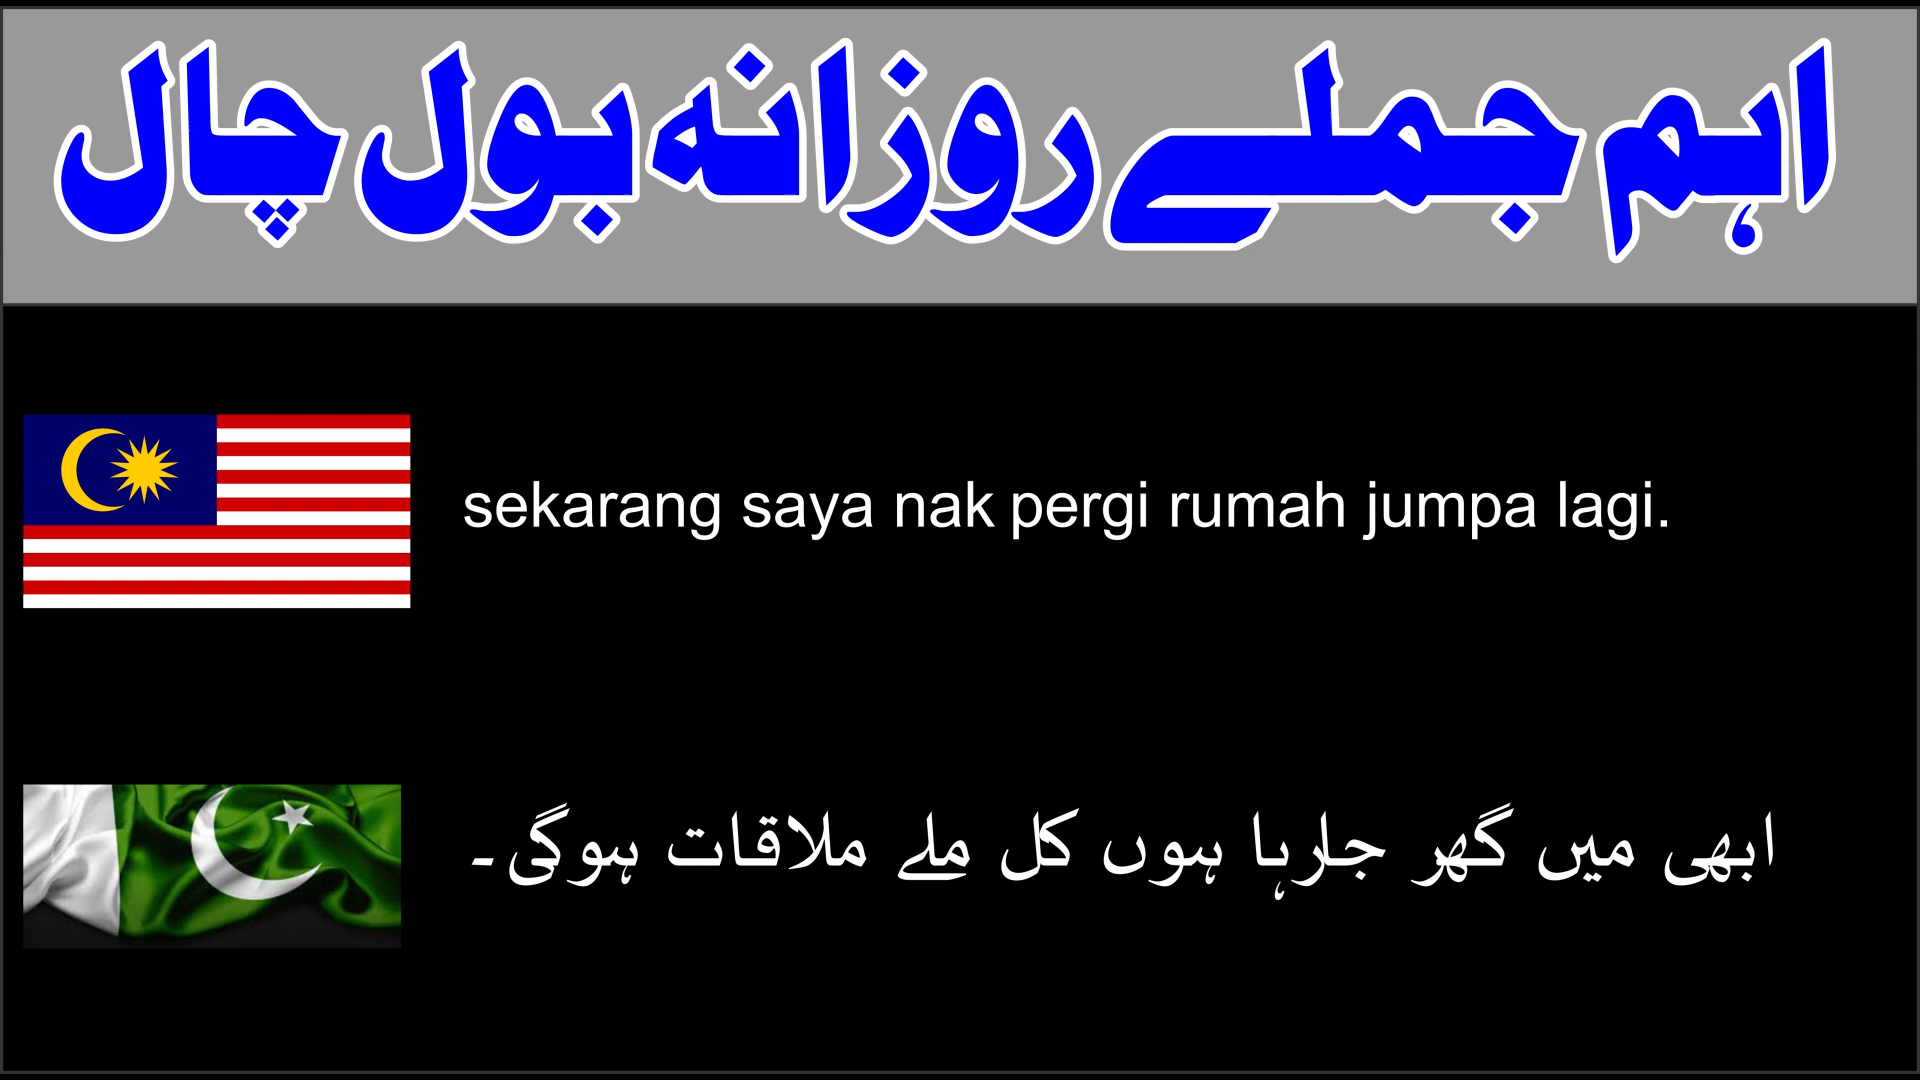 اہم جملے روزانہ بول چال
sekarang saya nak pergi rumah jumpa lagi.
ابھی میں گھر جارہا ہوں کل ملے ملاقات ہوگی۔